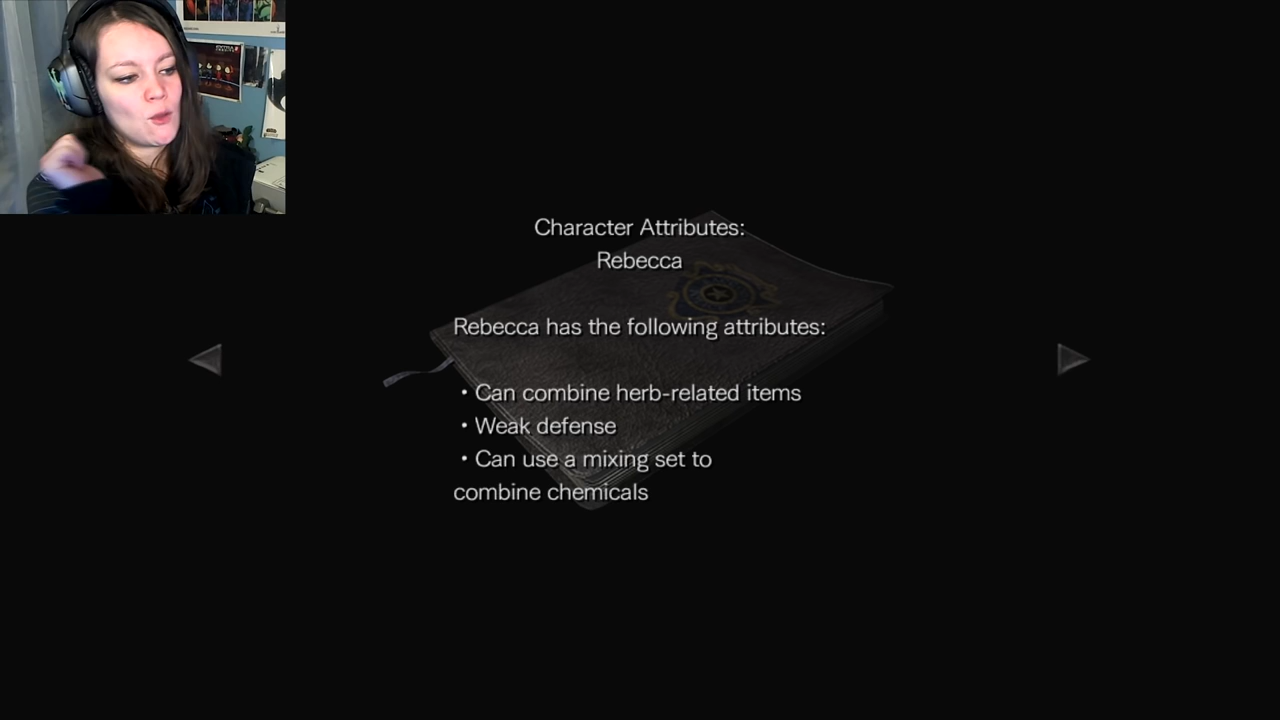 Character Attributes:
Rebecca
Rebecca has the following attributes:
・Can combine herb-related items
・Weak defense
・Can use a mixing set to
combine chemicals